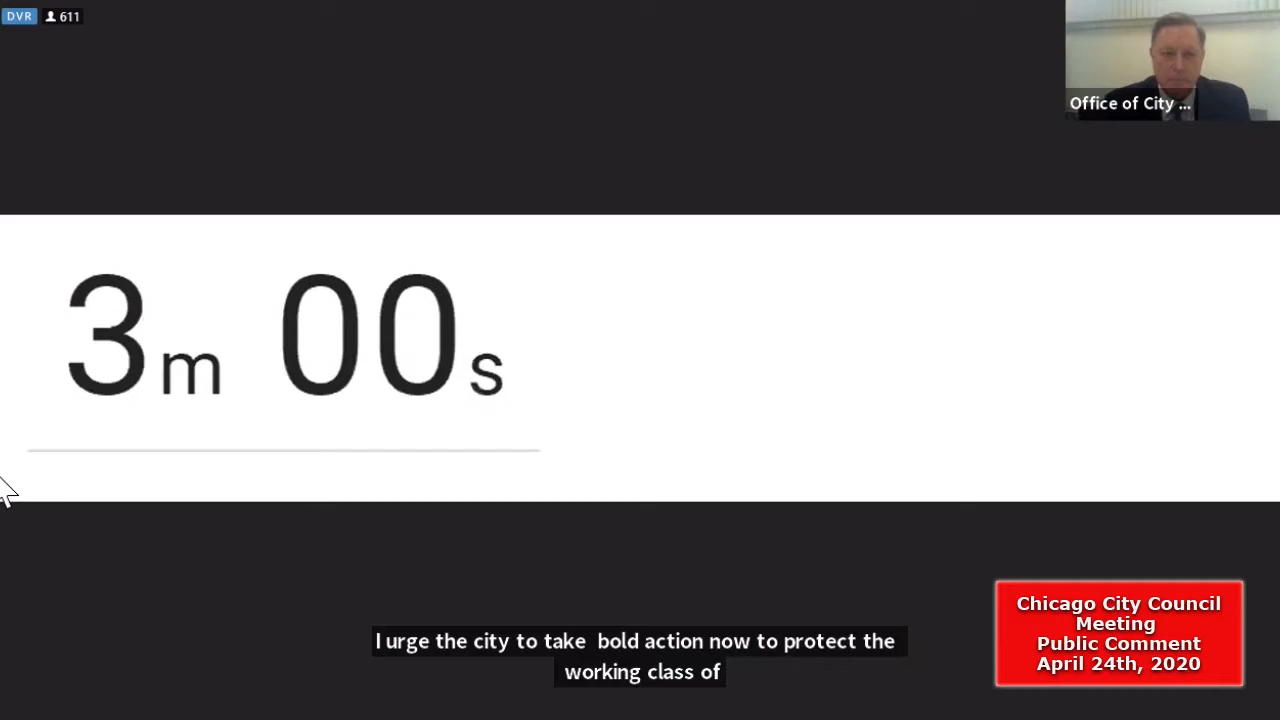 DVR 611
Office of City ...
3m 00s
I urge the city to take bold action now to protect the
working class of
Chicago City Council
Meeting
Public Comment
April 24th, 2020